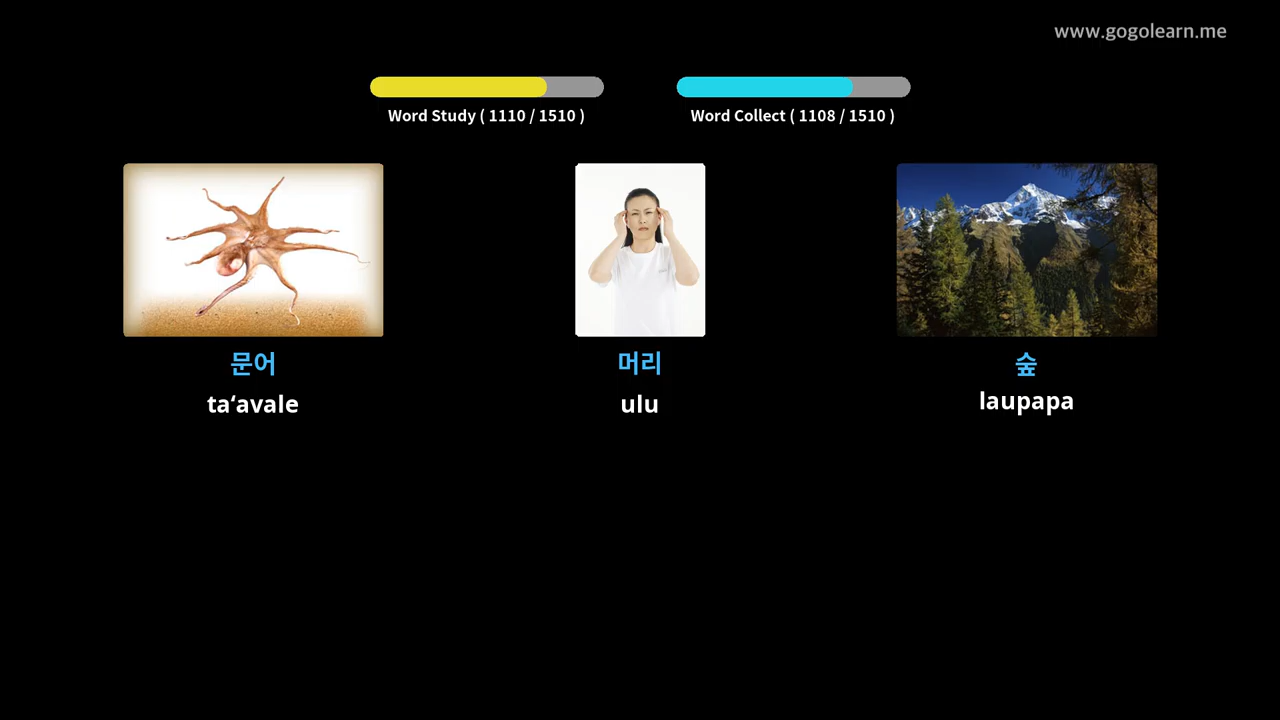 www.gogolearn.me
Word Study ( 1110 / 1510 )
Word Collect ( 1108 / 1510 )
문어
머리
숲
ta‘avale
ulu
laupapa